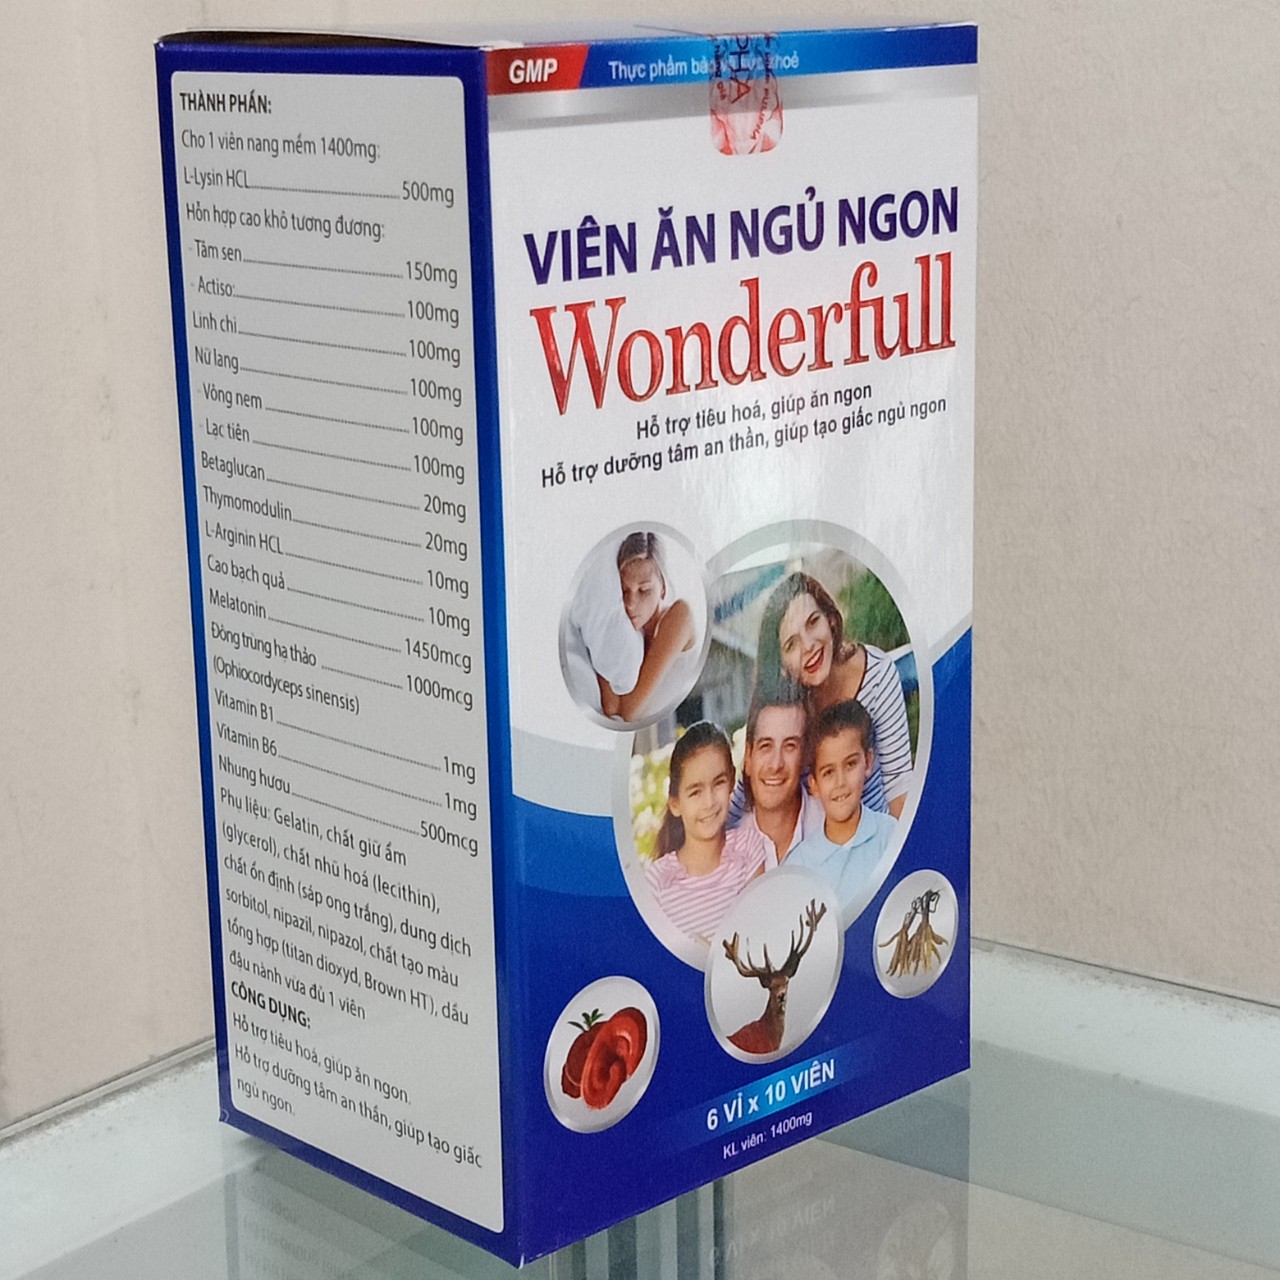 THÀNH PHẦN:
Cho 1 viên nang mềm 1400mg:
L-Lysin HCL 500mg
Hỗn hợp cao khô tương đương:
- Tâm sen 150mg
- Actiso: 100mg
Linh chi 100mg
Nữ lang 100mg
- Vông nem 100mg
- Lạc tiên 100mg
Betaglucan 20mg
Thymomodulin 20mg
L-Arginin HCL 10mg
Cao bạch quả 10mg
Melatonin 1450mcg
Đông trùng hạ thảo 1000mcg
(Ophiocordyceps sinensis)
Vitamin B1 1mg
Vitamin B6 1mg
Nhung hươu 500mcg
Phụ liệu: Gelatin, chất giữ ẩm
(glycerol), chất nhũ hoá (lecithin),
chất ổn định (sáp ong trắng), dung dịch
sorbitol, nipazil, nipazol, chất tạo màu
tổng hợp (titan dioxyd, Brown HT), dầu
đậu nành vừa đủ 1 viên
CÔNG DỤNG:
Hỗ trợ tiêu hoá, giúp ăn ngon.
Hỗ trợ dưỡng tâm an thần, giúp tạo giấc
ngủ ngon.
GMP
Thực phẩm bảo khoẻ
VIÊN ĂN NGỦ NGON
Wonderfull
Hỗ trợ tiêu hoá, giúp ăn ngon
Hỗ trợ dưỡng tâm an thần, giúp tạo giấc ngủ ngon
6 VỈ x 10 VIÊN
KL viên: 1400mg